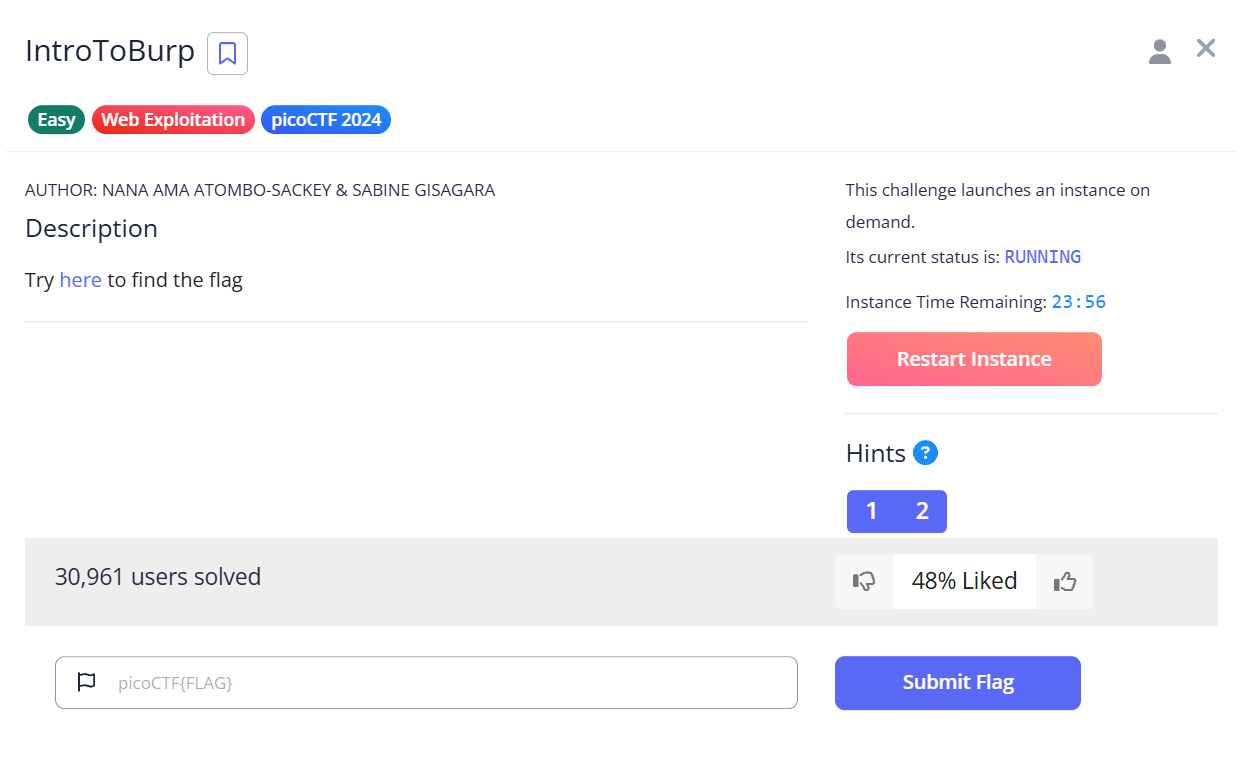 IntroToBurp
Easy Web Exploitation picoCTF 2024
AUTHOR: NANA AMA ATOMBO-SACKEY & SABINE GISAGARA
Description
Try here to find the flag
This challenge launches an instance on
demand.
Its current status is: RUNNING
Instance Time Remaining: 23:56
Restart Instance
Hints ?
1 2
30,961 users solved
48% Liked
picoCTF{FLAG}
Submit Flag